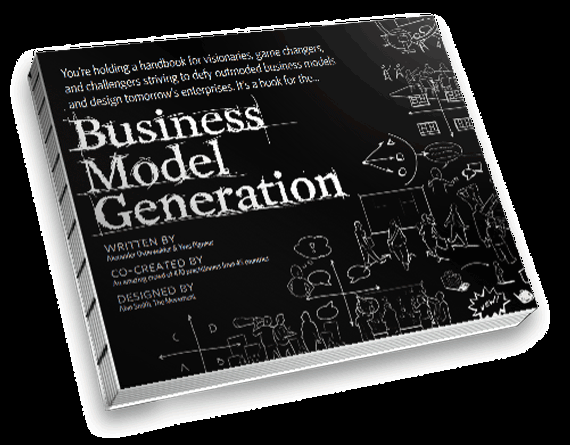 You're holding a handbook for visionaries, game changers,
and challengers striving to defy outmoded business models
and design tomorrow's enterprises. It's a book for the...
Business
Model
Generation
WRITTEN BY
Alexander Osterwalder & Yves Pigneur
CO-CREATED BY
An amazing crowd of 470 practitioners from 45 countries
DESIGNED BY
Alan Smith, The Movement
C D
A B